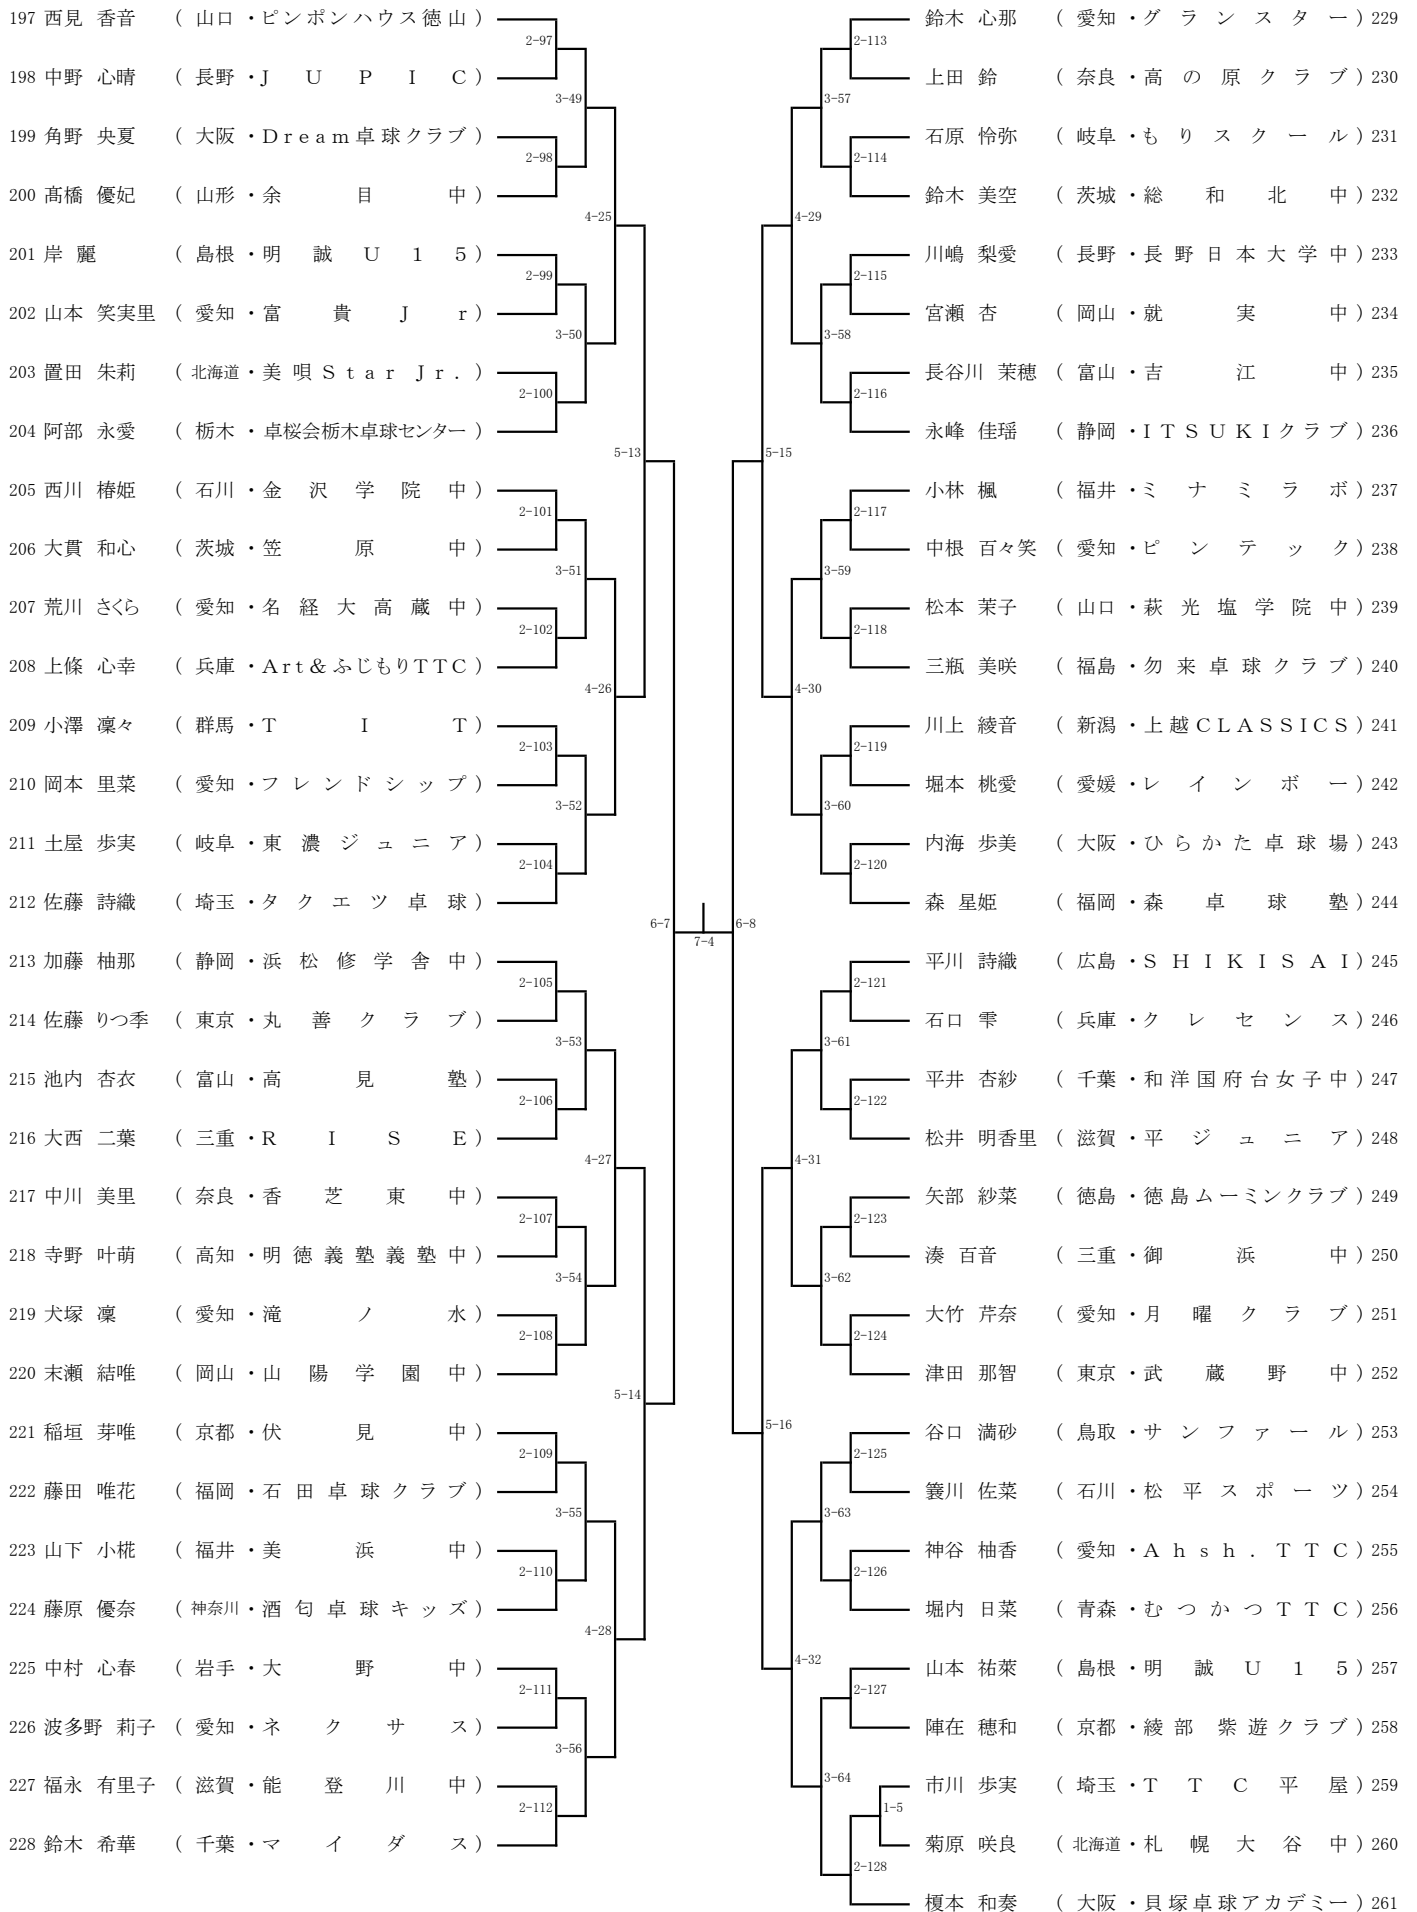 197 西見 香音 ( 山口 ・ ピンポンハウス徳山 )
2-97
198 中野 心晴 ( 長野 ・ J U P I C )
3-49
199 角野 央夏 ( 大阪 ・ Dream卓球クラブ )
2-98
200 髙橋 優妃 ( 山形 ・ 余目中 )
4-25
201 岸 麗 ( 島根 ・ 明誠U15 )
2-99
202 山本 笑実里 ( 愛知 ・ 富貴Jr )
3-50
203 置田 朱莉 ( 北海道 ・ 美唄Star Jr. )
2-100
204 阿部 永愛 ( 栃木 ・ 卓桜会栃木卓球センター )
5-13
205 西川 椿姫 ( 石川 ・ 金沢学院中 )
2-101
206 大貫 和心 ( 茨城 ・ 笠原中 )
3-51
207 荒川 さくら ( 愛知 ・ 名経大高蔵中 )
2-102
208 上條 心幸 ( 兵庫 ・ Art&ふじもりTTC )
4-26
209 小澤 凜々 ( 群馬 ・ T I T )
2-103
210 岡本 里菜 ( 愛知 ・ フレンドシップ )
3-52
211 土屋 歩実 ( 岐阜 ・ 東濃ジュニア )
2-104
212 佐藤 詩織 ( 埼玉 ・ タクエツ卓球 )
6-7
213 加藤 柚那 ( 静岡 ・ 浜松修学舎中 )
2-105
214 佐藤 りつ季 ( 東京 ・ 丸善クラブ )
3-53
215 池内 杏衣 ( 富山 ・ 高見塾 )
2-106
216 大西 二葉 ( 三重 ・ R I S E )
4-27
217 中川 美里 ( 奈良 ・ 香芝東中 )
2-107
218 寺野 叶萌 ( 高知 ・ 明徳義塾義塾中 )
3-54
219 犬塚 凜 ( 愛知 ・ 滝ノ水 )
2-108
220 末瀬 結唯 ( 岡山 ・ 山陽学園中 )
5-14
221 稲垣 芽唯 ( 京都 ・ 伏見中 )
2-109
222 藤田 唯花 ( 福岡 ・ 石田卓球クラブ )
3-55
223 山下 小椛 ( 福井 ・ 美浜中 )
2-110
224 藤原 優奈 ( 神奈川 ・ 酒匂卓球キッズ )
4-28
225 中村 心春 ( 岩手 ・ 大野中 )
2-111
226 波多野 莉子 ( 愛知 ・ ネクサス )
3-56
227 福永 有里子 ( 滋賀 ・ 能登川中 )
2-112
228 鈴木 希華 ( 千葉 ・ マイダス )
7-4
鈴木 心那 ( 愛知 ・ グランスター ) 229
2-113
上田 鈴 ( 奈良 ・ 高の原クラブ ) 230
3-57
石原 怜弥 ( 岐阜 ・ もりスクール ) 231
2-114
鈴木 美空 ( 茨城 ・ 総和北中 ) 232
4-29
川嶋 梨愛 ( 長野 ・ 長野日本大学中 ) 233
2-115
宮瀬 杏 ( 岡山 ・ 就実中 ) 234
3-58
長谷川 茉穂 ( 富山 ・ 吉江中 ) 235
2-116
永峰 佳瑶 ( 静岡 ・ ITSUKIクラブ ) 236
5-15
小林 楓 ( 福井 ・ ミナミラボ ) 237
2-117
中根 百々笑 ( 愛知 ・ ピンテック ) 238
3-59
松本 茉子 ( 山口 ・ 萩光塩学院中 ) 239
2-118
三瓶 美咲 ( 福島 ・ 勿来卓球クラブ ) 240
4-30
川上 綾音 ( 新潟 ・ 上越CLASSICS ) 241
2-119
堀本 桃愛 ( 愛媛 ・ レインボー ) 242
3-60
内海 歩美 ( 大阪 ・ ひらかた卓球場 ) 243
2-120
森 星姫 ( 福岡 ・ 森卓球塾 ) 244
6-8
平川 詩織 ( 広島 ・ SHIKISAI ) 245
2-121
石口 雫 ( 兵庫 ・ クレセンス ) 246
3-61
平井 杏紗 ( 千葉 ・ 和洋国府台女子中 ) 247
2-122
松井 明香里 ( 滋賀 ・ 平ジュニア ) 248
4-31
矢部 紗菜 ( 徳島 ・ 徳島ムーミンクラブ ) 249
2-123
湊 百音 ( 三重 ・ 御浜中 ) 250
3-62
大竹 芹奈 ( 愛知 ・ 月曜クラブ ) 251
2-124
津田 那智 ( 東京 ・ 武蔵野中 ) 252
5-16
谷口 満砂 ( 鳥取 ・ サンファール ) 253
2-125
簑川 佐菜 ( 石川 ・ 松平スポーツ ) 254
3-63
神谷 柚香 ( 愛知 ・ Ahsh.TTC ) 255
2-126
堀内 日菜 ( 青森 ・ むつかつTTC ) 256
4-32
山本 祐萊 ( 島根 ・ 明誠U15 ) 257
2-127
陣在 穂和 ( 京都 ・ 綾部 紫遊クラブ ) 258
3-64
市川 歩実 ( 埼玉 ・ TTC平屋 ) 259
1-5
菊原 咲良 ( 北海道 ・ 札幌大谷中 ) 260
2-128
榎本 和奏 ( 大阪 ・ 貝塚卓球アカデミー ) 261